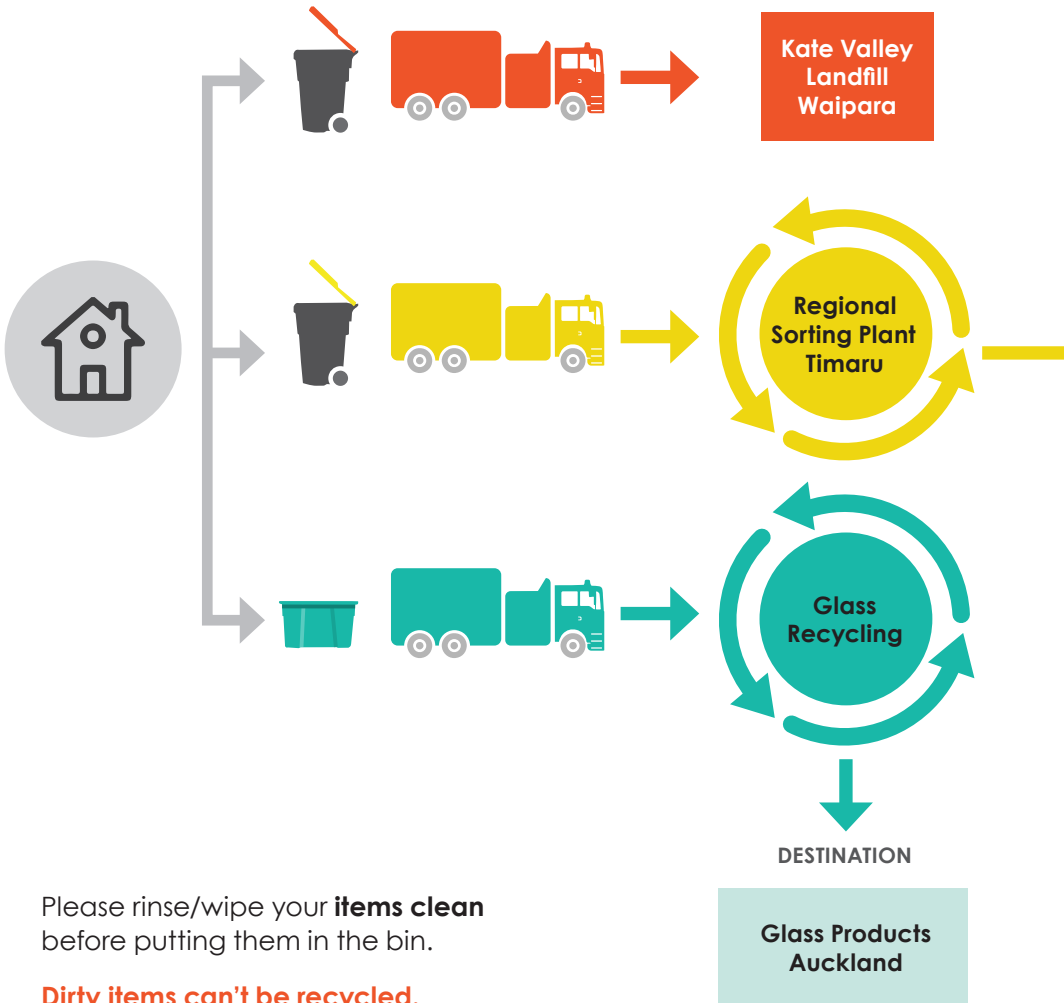 Kate Valley
Landfill
Waipara
Regional
Sorting Plant
Timaru
Glass
Recycling
DESTINATION
Glass Products
Auckland
Please rinse/wipe your items clean
before putting them in the bin.
Dirty items can't be recycled.